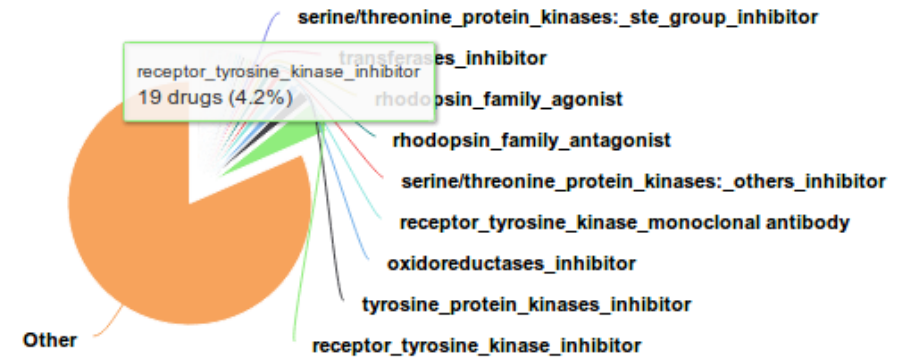 serine/threonine_protein_kinases:_ste_group_inhibitor
transferases_inhibitor
receptor_tyrosine_kinase_inhibitor
19 drugs (4.2%)
rhodopsin_family_agonist
rhodopsin_family_antagonist
serine/threonine_protein_kinases:_others_inhibitor
receptor_tyrosine_kinase_monoclonal antibody
oxidoreductases_inhibitor
tyrosine_protein_kinases_inhibitor
Other
receptor_tyrosine_kinase_inhibitor